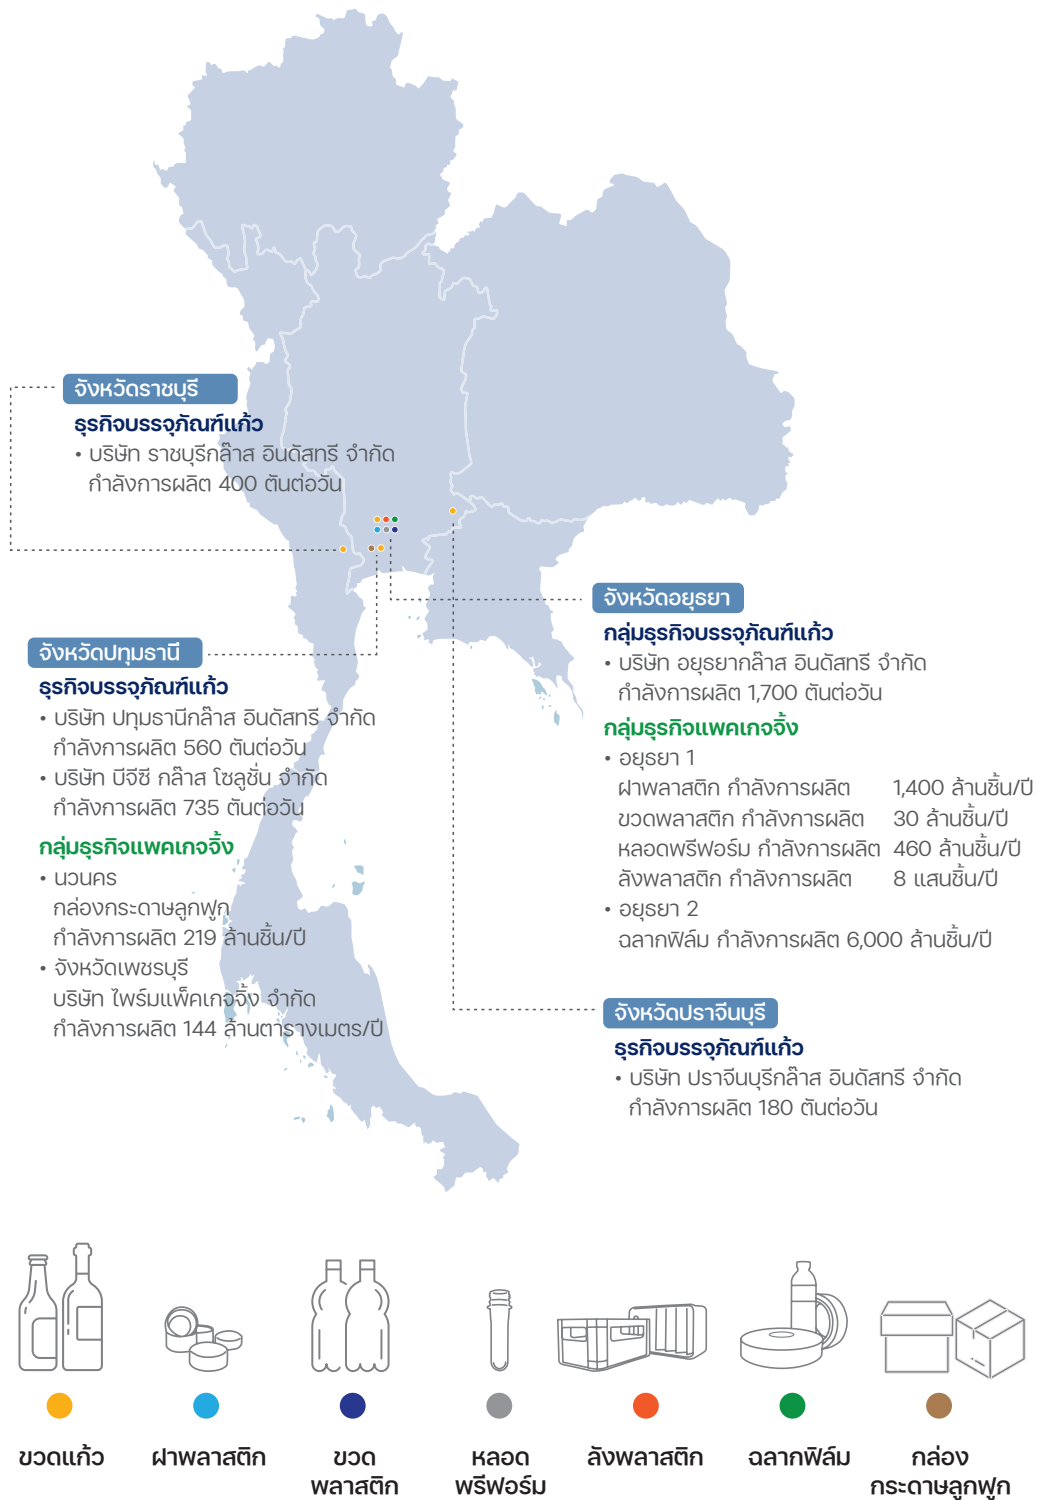 จังหวัดราชบุรี
ธุรกิจบรรจุภัณฑ์แก้ว
• บริษัท ราชบุรีกล๊าส อินดัสทรี จำกัด
กำลังการผลิต 400 ตันต่อวัน
จังหวัดปทุมธานี
ธุรกิจบรรจุภัณฑ์แก้ว
• บริษัท ปทุมธานีกล๊าส อินดัสทรี จำกัด
กำลังการผลิต 560 ตันต่อวัน
• บริษัท บีจีซี กล๊าส โซลูชั่น จำกัด
กำลังการผลิต 735 ตันต่อวัน
กลุ่มธุรกิจแพคเกจจิ้ง
• นวนคร
กล่องกระดาษลูกฟูก
กำลังการผลิต 219 ล้านชิ้น/ปี
• จังหวัดเพชรบุรี
บริษัท ไพร์มแพ็คเกจจิ้ง จำกัด
กำลังการผลิต 144 ล้านตารางเมตร/ปี
จังหวัดอยุธยา
กลุ่มธุรกิจบรรจุภัณฑ์แก้ว
• บริษัท อยุธยากล๊าส อินดัสทรี จำกัด
กำลังการผลิต 1,700 ตันต่อวัน
กลุ่มธุรกิจแพคเกจจิ้ง
• อยุธยา 1
ฝาพลาสติก กำลังการผลิต 1,400 ล้านชิ้น/ปี
ขวดพลาสติก กำลังการผลิต 30 ล้านชิ้น/ปี
หลอดพรีฟอร์ม กำลังการผลิต 460 ล้านชิ้น/ปี
ลังพลาสติก กำลังการผลิต 8 แสนชิ้น/ปี
• อยุธยา 2
ฉลากฟิล์ม กำลังการผลิต 6,000 ล้านชิ้น/ปี
จังหวัดปราจีนบุรี
ธุรกิจบรรจุภัณฑ์แก้ว
• บริษัท ปราจีนบุรีกล๊าส อินดัสทรี จำกัด
กำลังการผลิต 180 ตันต่อวัน
ขวดแก้ว
ฝาพลาสติก
ขวด
พลาสติก
หลอด
พรีฟอร์ม
ลังพลาสติก
ฉลากฟิล์ม
กล่อง
กระดาษลูกฟูก